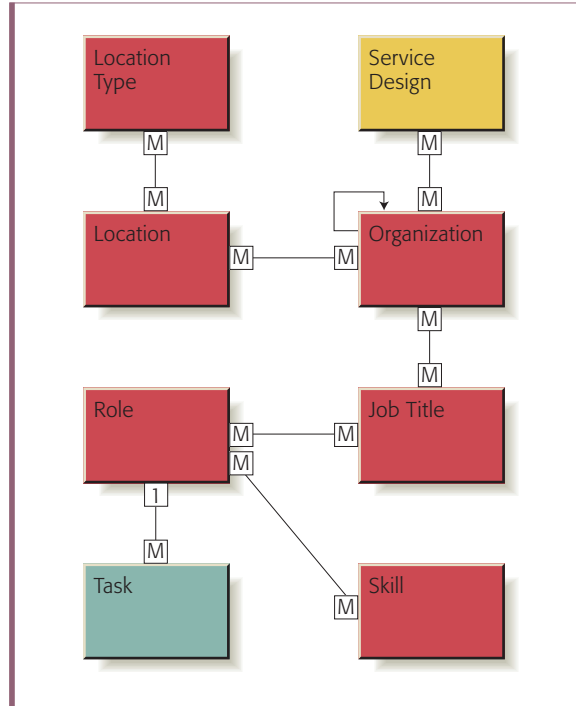 Location
Type
Service
Design
M
M
M
M
Location
M
M
Organization
M
M
Role
M
M
Job Title
M
1
M
Task
M
Skill